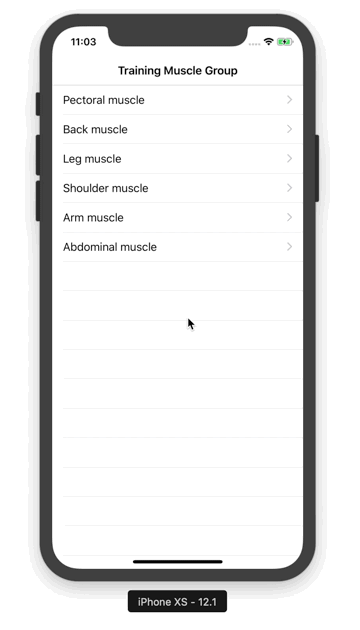 11:03
Training Muscle Group
Pectoral muscle
Back muscle
Leg muscle
Shoulder muscle
Arm muscle
Abdominal muscle
iPhone XS - 12.1